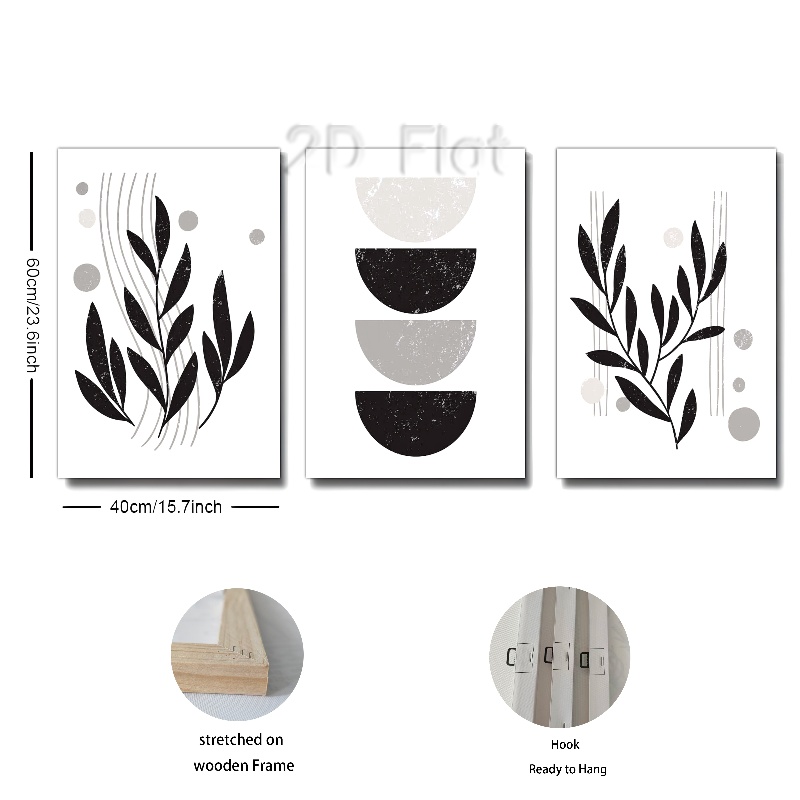 2D Flat
60cm/23.6inch
40cm/15.7inch
stretched on
wooden Frame
Hook
Ready to Hang